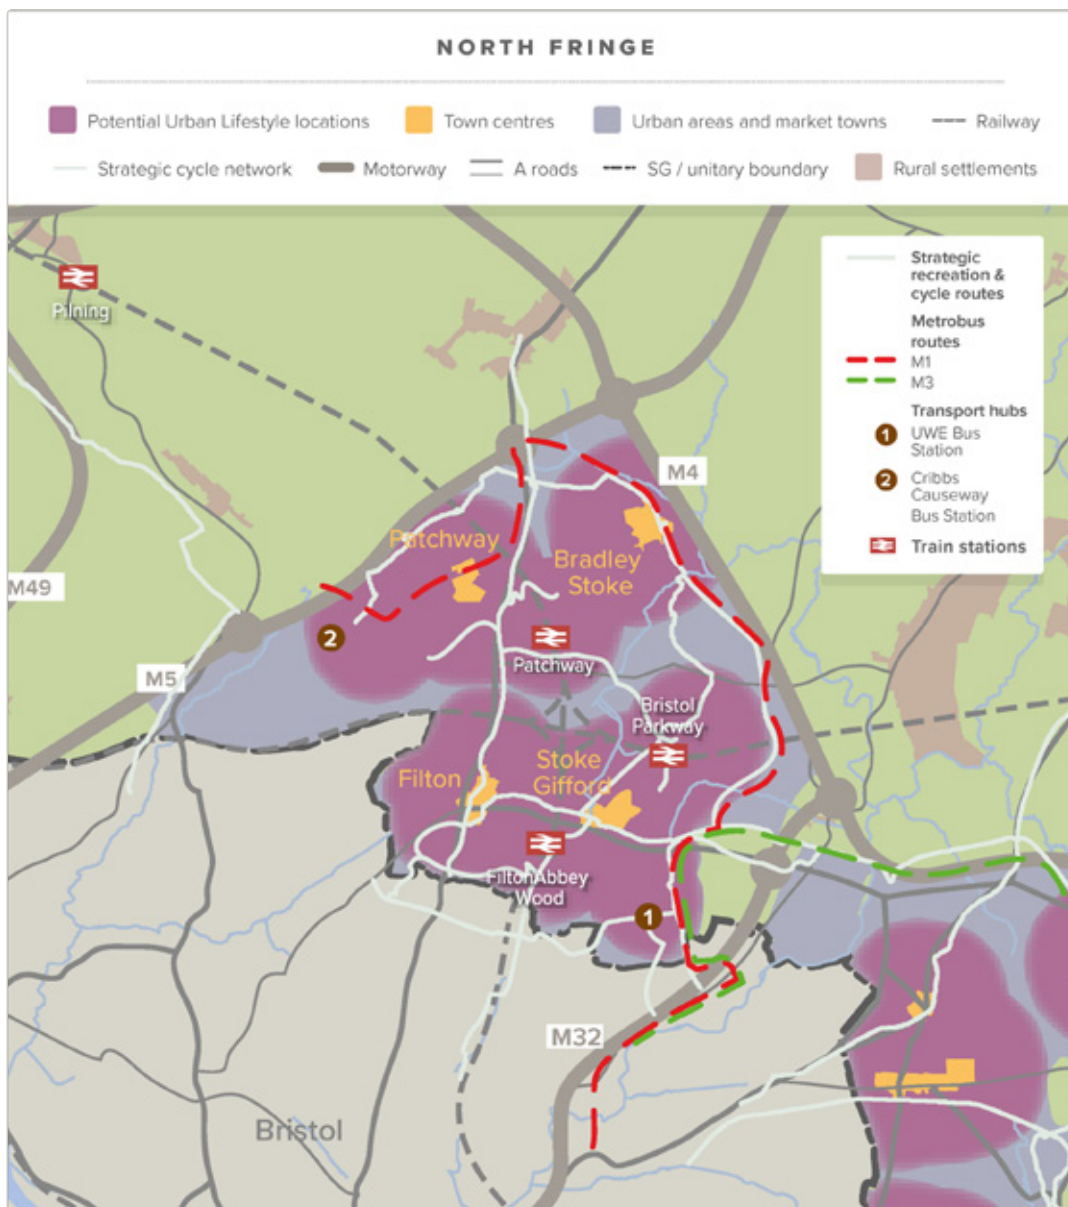 NORTH FRINGE
Potential Urban Lifestyle locations
Town centres
Urban areas and market towns
Railway
Strategic cycle network
Motorway
A roads
SG / unitary boundary
Rural settlements
Strategic
recreation &
cycle routes
Metrobus
routes
M1
M3
Transport hubs
1
UWE Bus
Station
2
Cribbs
Causeway
Bus Station
Train stations
Pilning
M4
Patchway
Bradley
Stoke
M49
2
Patchway
M5
Bristol
Parkway
Filton
Stoke
Gifford
FiltonAbbey
Wood
1
M32
Bristol